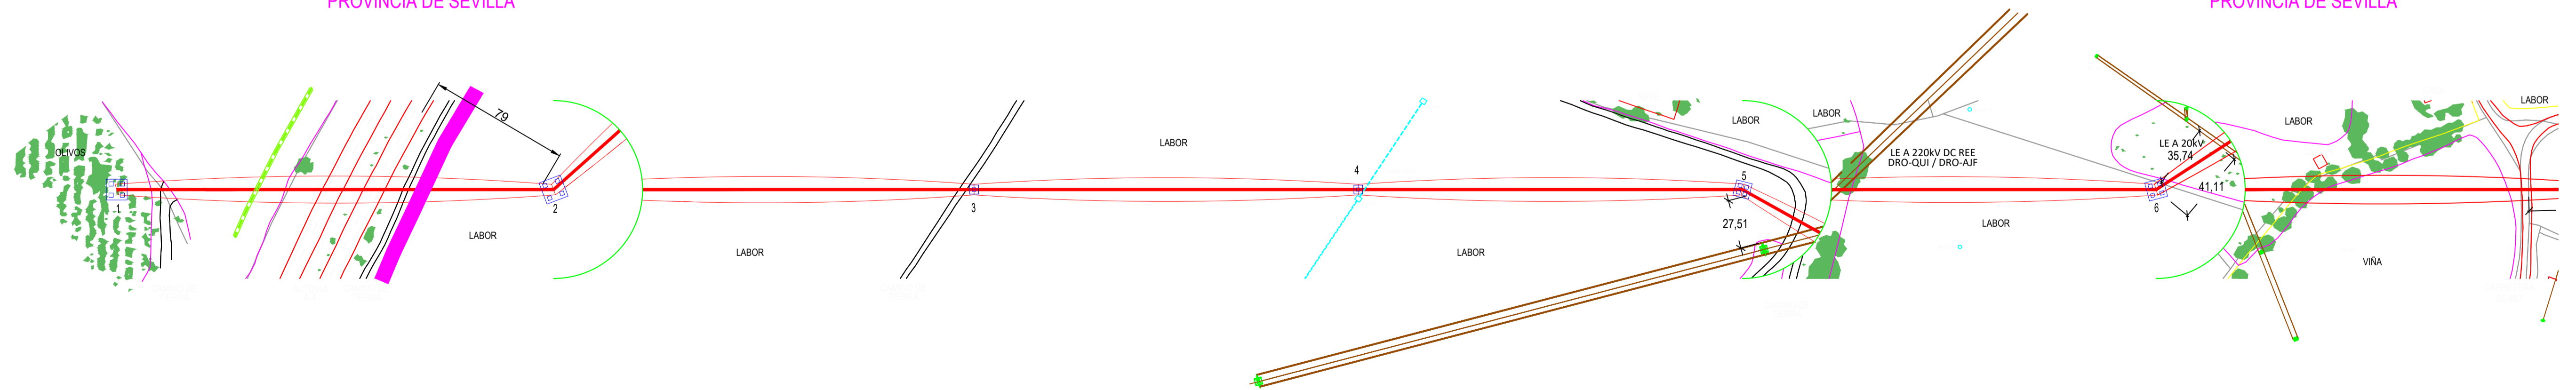 PROVINCIA DE SEVILLA
PROVINCIA DE SEVILLA
79
OLIVOS
1
2
LABOR
LABOR
3
LABOR
4
LABOR
5
27,51
LABOR
LABOR
LE A 220kV DC REE
DRO-QUI / DRO-AJF
LABOR
LE A 20kV
35,74
41,11
6
LABOR
LABOR
VIÑA